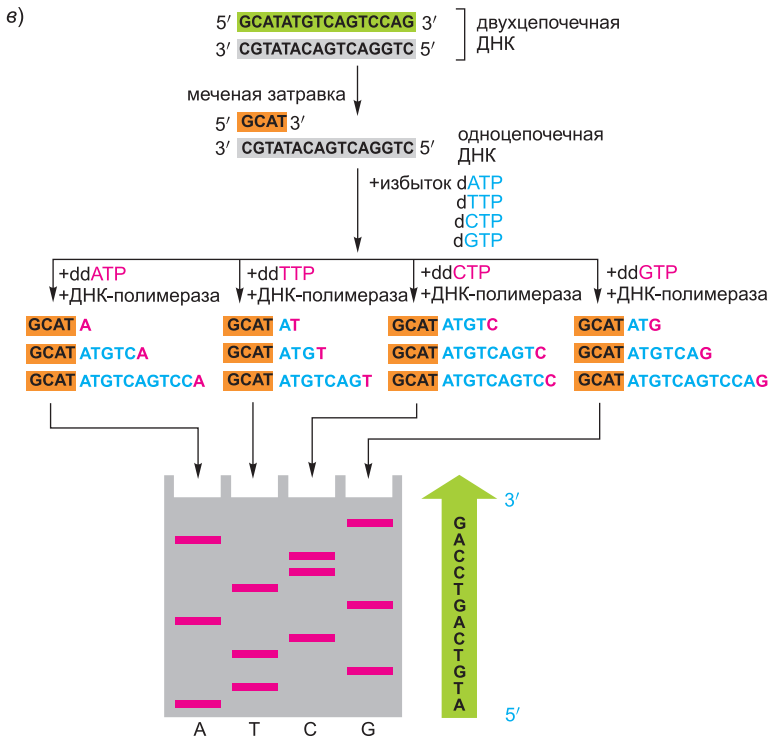 в)
5′ GCATATGTCAGTCCAG 3′
3′ CGTATACAGTCAGGTC 5′
двухцепочечная
ДНК
меченая затравка
5′ GCAT 3′
3′ CGTATACAGTCAGGTC 5′
одноцепочечная
ДНК
+избыток dATP
dTTP
dCTP
dGTP
+ddATP
+ДНК-полимераза
GCAT A
GCAT ATGTCA
GCAT ATGTCAGTCCA
+ddTTP
+ДНК-полимераза
GCAT AT
GCAT ATGT
GCAT ATGTCAGT
+ddCTP
+ДНК-полимераза
GCAT ATGTC
GCAT ATGTCAGTC
GCAT ATGTCAGTCC
+ddGTP
+ДНК-полимераза
GCAT ATG
GCAT ATGTCAG
GCAT ATGTCAGTCCAG
3′
G
A
C
C
T
G
A
C
T
G
T
A
5′
A T C G